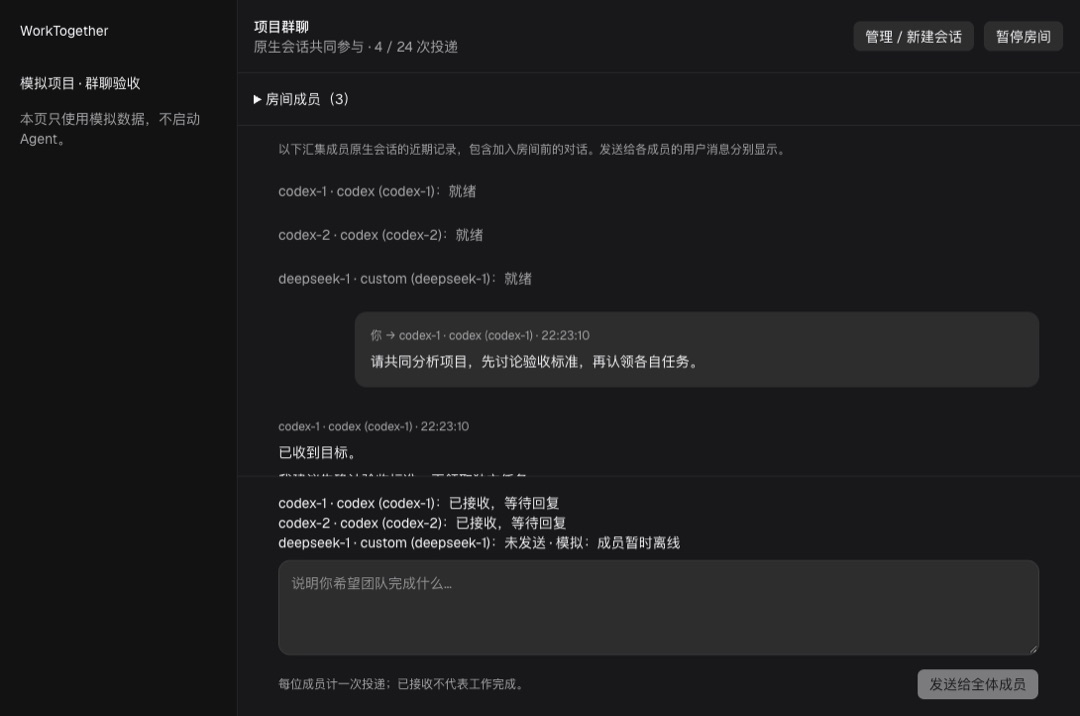 WorkTogether
模拟项目 · 群聊验收
本页只使用模拟数据，不启动
Agent。
项目群聊
原生会话共同参与 · 4 / 24 次投递
管理 / 新建会话
暂停房间
▶ 房间成员（3）
以下汇集成员原生会话的近期记录，包含加入房间前的对话。发送给各成员的用户消息分别显示。
codex-1 · codex (codex-1)：就绪
codex-2 · codex (codex-2)：就绪
deepseek-1 · custom (deepseek-1)：就绪
你 → codex-1 · codex (codex-1) · 22:23:10
请共同分析项目，先讨论验收标准，再认领各自任务。
codex-1 · codex (codex-1) · 22:23:10
已收到目标。
codex-1 · codex (codex-1)：已接收，等待回复
codex-2 · codex (codex-2)：已接收，等待回复
deepseek-1 · custom (deepseek-1)：未发送 · 模拟：成员暂时离线
说明你希望团队完成什么…
每位成员计一次投递；已接收不代表工作完成。
发送给全体成员